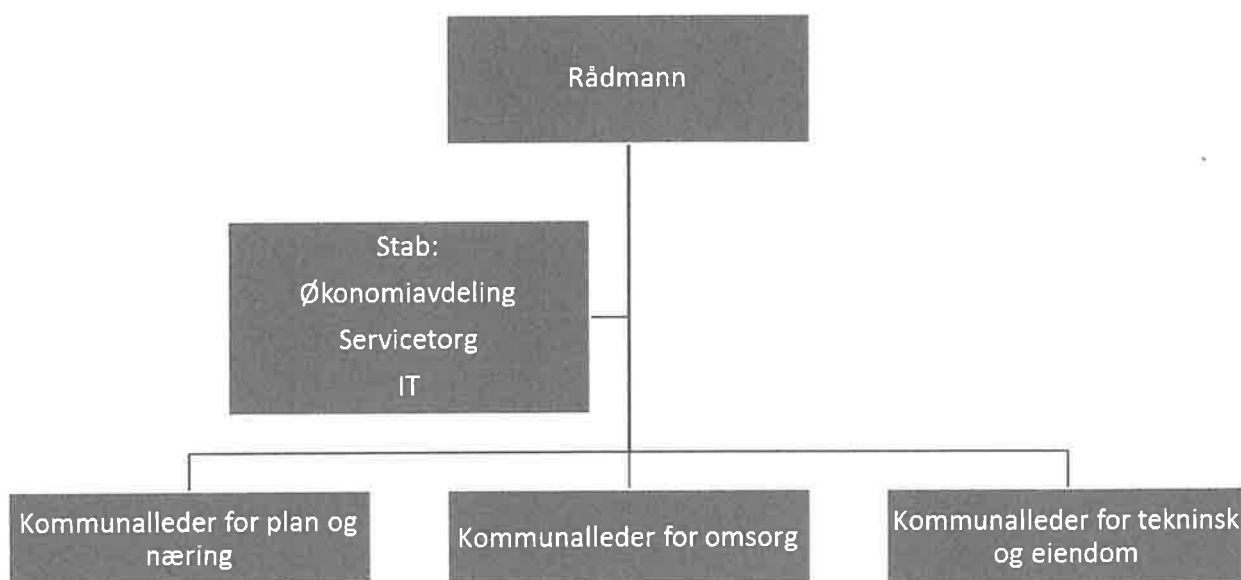 Rådmann
Stab:
Økonomiavdeling
Servicetorg
IT
Kommunalleder for plan og
næring
Kommunalleder for omsorg
Kommunalleder for tekninsk
og eiendom